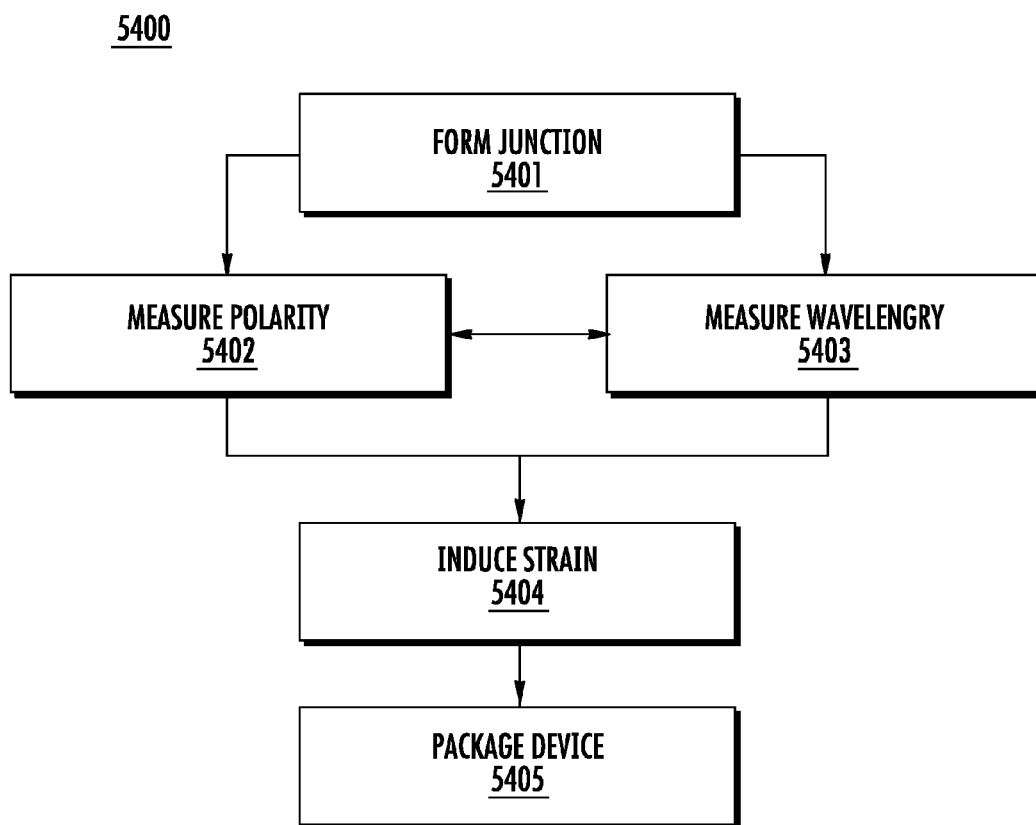 5400
FORM JUNCTION
5401
MEASURE POLARITY
5402
MEASURE WAVELENGRY
5403
INDUCE STRAIN
5404
PACKAGE DEVICE
5405